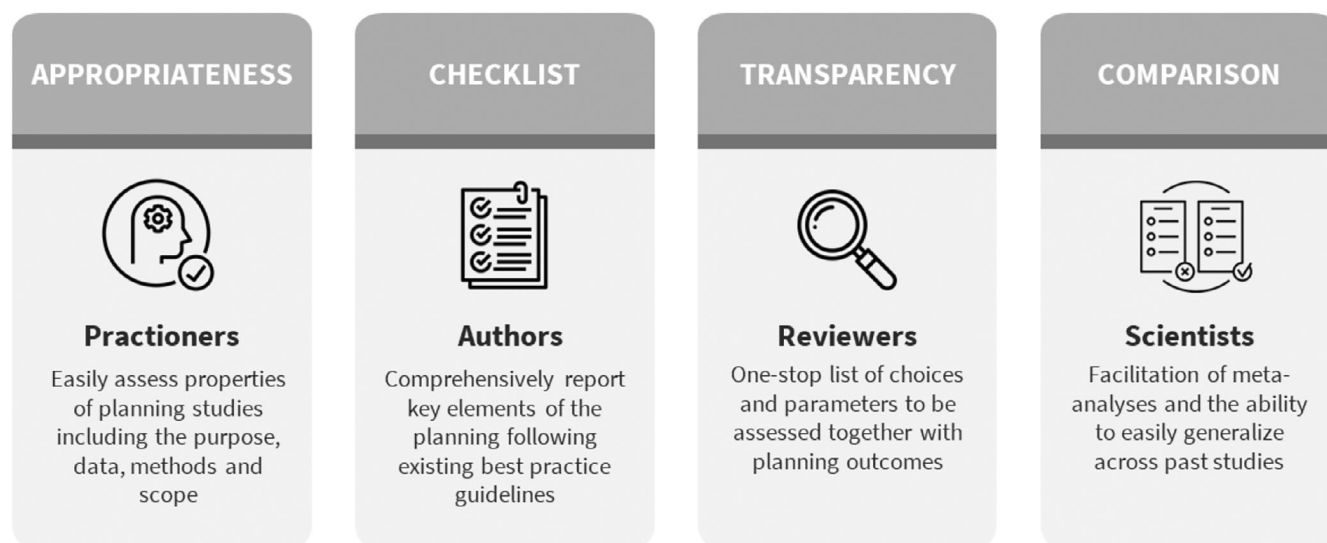 APPROPRIATENESS
Practioners
Easily assess properties
of planning studies
including the purpose,
data, methods and
scope
CHECKLIST
Authors
Comprehensively report
key elements of the
planning following
existing best practice
guidelines
TRANSPARENCY
Reviewers
One-stop list of choices
and parameters to be
assessed together with
planning outcomes
COMPARISON
Scientists
Facilitation of meta-
analyses and the ability
to easily generalize
across past studies